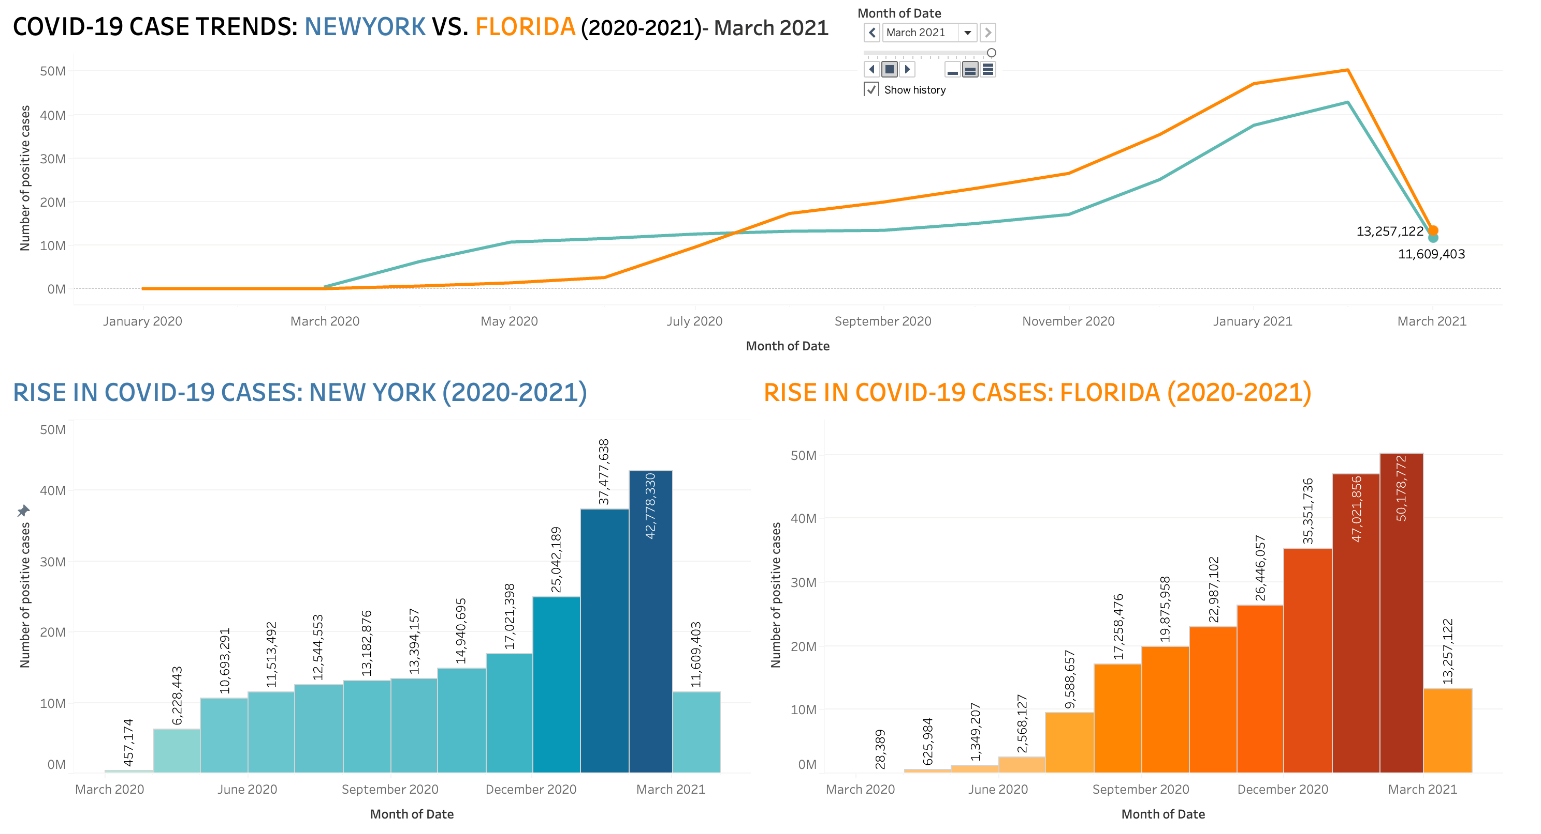 COVID-19 CASE TRENDS: NEWYORK VS. FLORIDA (2020-2021)- March 2021
Month of Date
March 2021
Show history
Number of positive cases
50M
40M
30M
20M
10M
0M
13,257,122
11,609,403
January 2020
March 2020
May 2020
July 2020
September 2020
November 2020
January 2021
March 2021
Month of Date
RISE IN COVID-19 CASES: NEW YORK (2020-2021)
Number of positive cases
50M
40M
30M
20M
10M
0M
457,174
6,228,443
10,693,291
11,513,492
12,544,553
13,182,876
13,394,157
14,940,695
17,021,398
25,042,189
37,477,638
42,778,330
11,609,403
March 2020
June 2020
September 2020
December 2020
March 2021
Month of Date
RISE IN COVID-19 CASES: FLORIDA (2020-2021)
Number of positive cases
50M
40M
30M
20M
10M
0M
28,389
625,984
1,349,207
2,568,127
9,588,657
17,258,476
19,875,958
22,987,102
26,446,057
35,351,736
47,021,856
50,178,772
13,257,122
March 2020
June 2020
September 2020
December 2020
March 2021
Month of Date